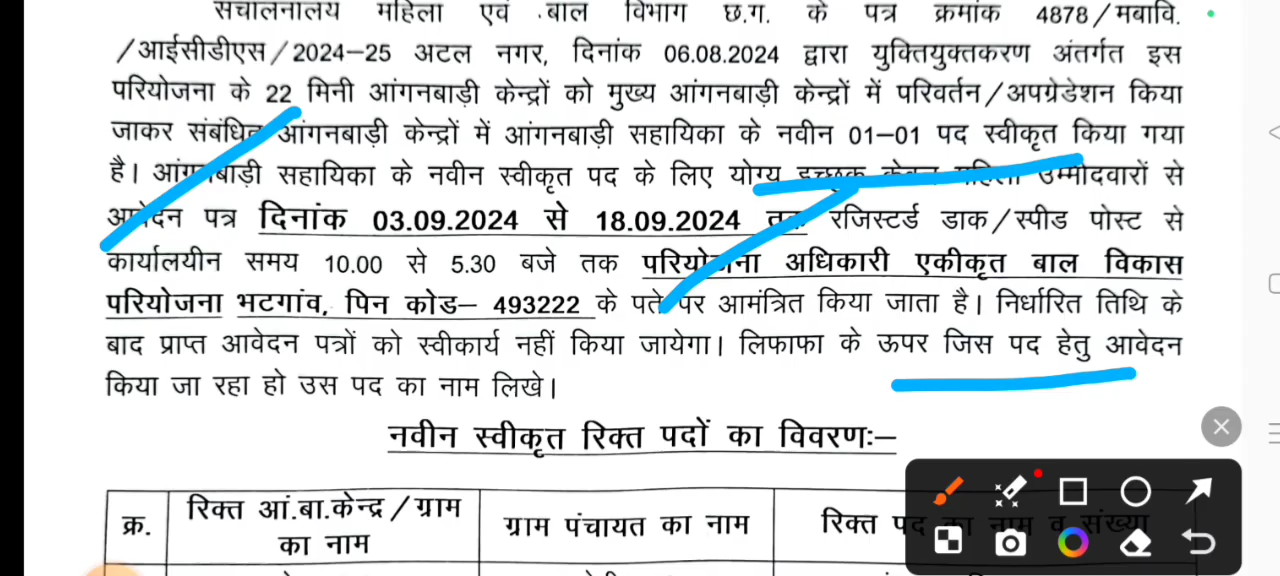 संचालनालय महिला एवं बाल विभाग छ.ग. के पत्र क्रमांक 4878/मबावि.
/आईसीडीएस/2024–25 अटल नगर, दिनांक 06.08.2024 द्वारा युक्तियुक्तकरण अंतर्गत इस
परियोजना के 22 मिनी आंगनबाड़ी केन्द्रों को मुख्य आंगनबाड़ी केन्द्रों में परिवर्तन/अपग्रेडेशन किया
जाकर संबंधित आंगनबाड़ी केन्द्रों में आंगनबाड़ी सहायिका के नवीन 01–01 पद स्वीकृत किया गया
है। आंगनबाड़ी सहायिका के नवीन स्वीकृत पद के लिए योग्य इच्छुक केवल महिला उम्मीदवारों से
आवेदन पत्र दिनांक 03.09.2024 से 18.09.2024 तक रजिस्टर्ड डाक/स्पीड पोस्ट से
कार्यालयीन समय 10.00 से 5.30 बजे तक परियोजना अधिकारी एकीकृत बाल विकास
परियोजना भटगांव, पिन कोड– 493222 के पते पर आमंत्रित किया जाता है। निर्धारित तिथि के
बाद प्राप्त आवेदन पत्रों को स्वीकार्य नहीं किया जायेगा। लिफाफा के ऊपर जिस पद हेतु आवेदन
किया जा रहा हो उस पद का नाम लिखे।
नवीन स्वीकृत रिक्त पदों का विवरणः–
क्र. रिक्त आं.बा.केन्द्र/ग्राम का नाम ग्राम पंचायत का नाम रिक्त पद का नाम व संख्या